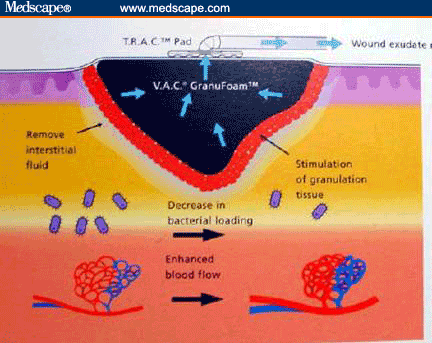 Medscape® www.medscape.com
T.R.A.C.™ Pad
Wound exudate
V.A.C.® GranuFoam™
Remove
interstitial
fluid
Stimulation
of granulation
tissue
Decrease in
bacterial loading
Enhanced
blood flow